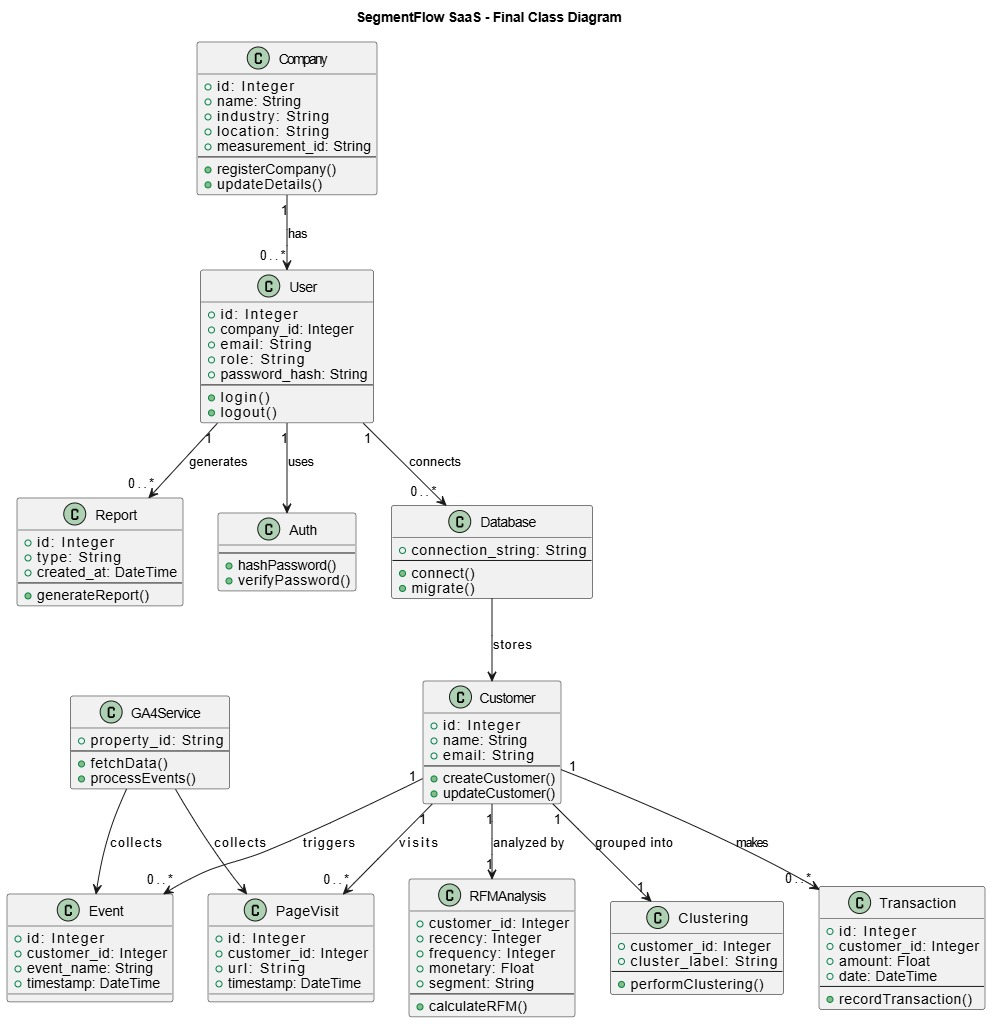 SegmentFlow SaaS - Final Class Diagram
C Company
id: Integer
name: String
industry: String
location: String
measurement_id: String
registerCompany()
updateDetails()
1
has
0..*
C User
id: Integer
company_id: Integer
email: String
role: String
password_hash: String
login()
logout()
1 1 1
generates uses connects
0..* 0..*
C Report
id: Integer
type: String
created_at: DateTime
generateReport()
C Auth
hashPassword()
verifyPassword()
C Database
connection_string: String
connect()
migrate()
stores
C GA4Service
property_id: String
fetchData()
processEvents()
C Customer
id: Integer
name: String
email: String
createCustomer()
updateCustomer()
1 1 1 1 1
collects collects triggers visits analyzed by grouped into makes
0..* 0..* 1 1 0..*
C Event
id: Integer
customer_id: Integer
event_name: String
timestamp: DateTime
C PageVisit
id: Integer
customer_id: Integer
url: String
timestamp: DateTime
C RFMAnalysis
customer_id: Integer
recency: Integer
frequency: Integer
monetary: Float
segment: String
calculateRFM()
C Clustering
customer_id: Integer
cluster_label: String
performClustering()
C Transaction
id: Integer
customer_id: Integer
amount: Float
date: DateTime
recordTransaction()